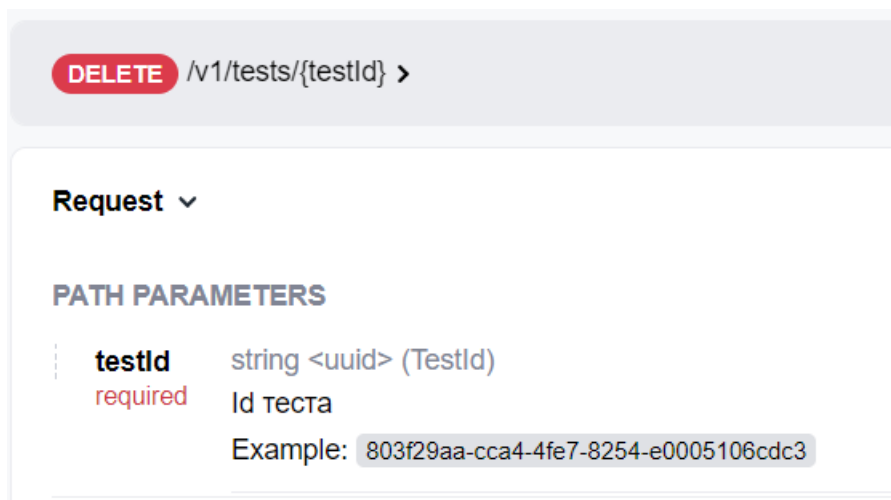 DELETE /v1/tests/{testId}
Request
PATH PARAMETERS
testId string <uuid> (TestId)
required Id теста
Example: 803f29aa-cca4-4fe7-8254-e0005106cdc3